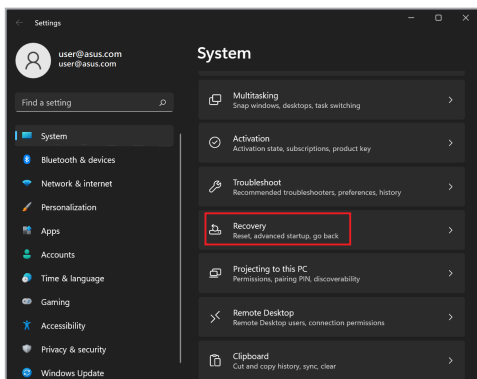 Settings
user@asus.com
user@asus.com
Find a setting
System
Bluetooth & devices
Network & internet
Personalization
Apps
Accounts
Time & language
Gaming
Accessibility
Privacy & security
Windows Update
System
Multitasking
Snap windows, desktops, task switching
Activation
Activation state, subscriptions, product key
Troubleshoot
Recommended troubleshooters, preferences, history
Recovery
Reset, advanced startup, go back
Projecting to this PC
Permissions, pairing PIN, discoverability
Remote Desktop
Remote Desktop users, connection permissions
Clipboard
Cut and copy history, sync, clear